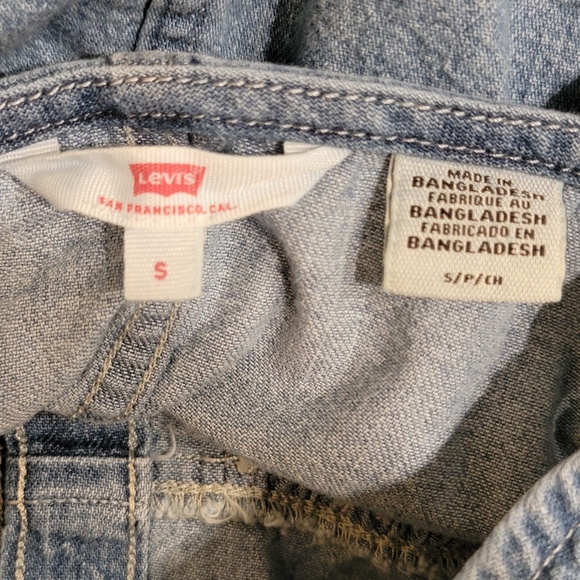 Levi's
SAN FRANCISCO, CAL.
S
MADE IN
BANGLADESH
FABRIQUE AU
BANGLADESH
FABRICADO EN
BANGLADESH
S/P/CH